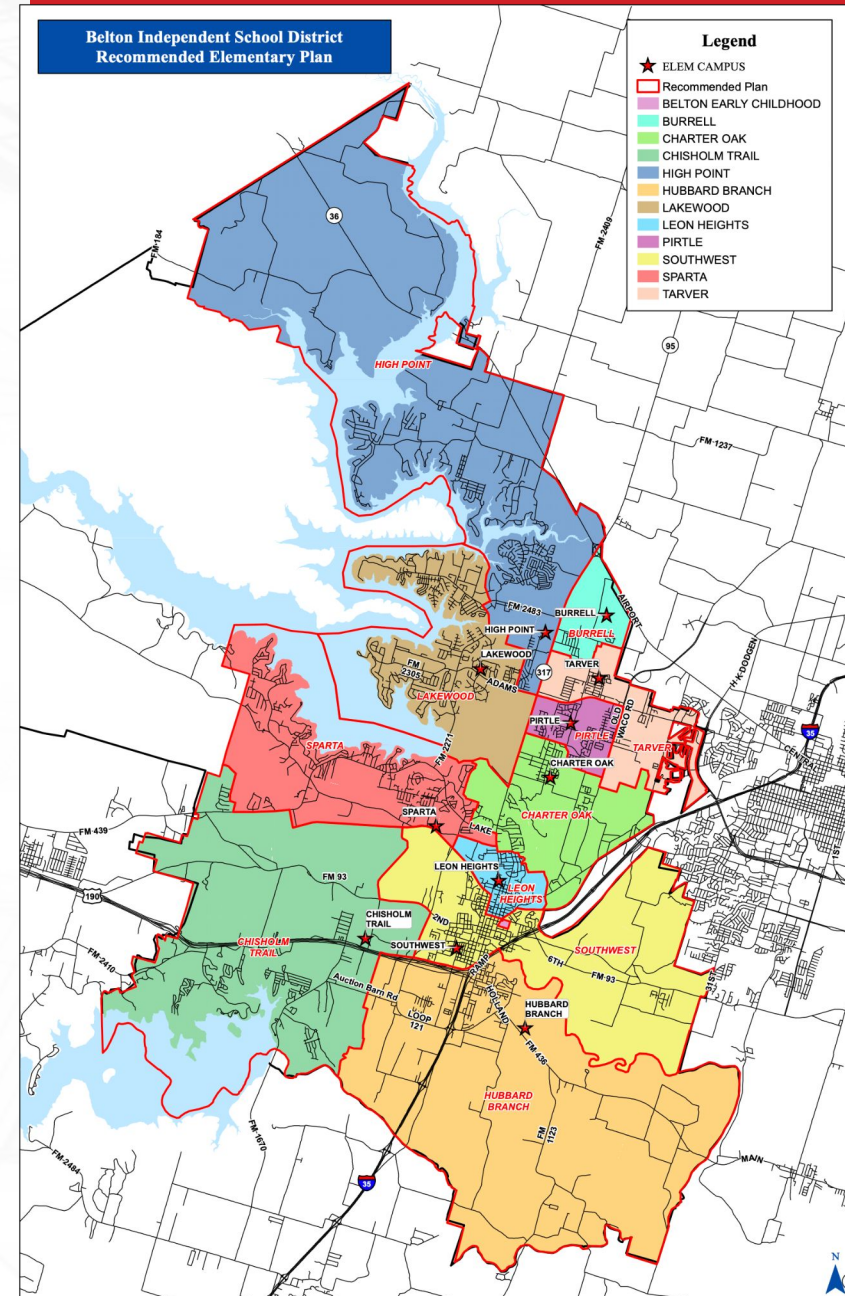 Belton Independent School District
Recommended Elementary Plan
Legend
ELEM CAMPUS
Recommended Plan
BELTON EARLY CHILDHOOD
BURRELL
CHARTER OAK
CHISHOLM TRAIL
HIGH POINT
HUBBARD BRANCH
LAKEWOOD
LEON HEIGHTS
PIRTLE
SOUTHWEST
SPARTA
TARVER
36
FM-184
FM-2409
95
HIGH POINT
FM-1237
FM-2483
BURRELL
AIRPORT
BURRELL
HIGH POINT
H-K-DODGEN
LAKEWOOD
TARVER
FM
2305
ADAMS
317
LAKEWOOD
OLD
WACO RD
PIRTLE
PIRTLE
TARVER
35
CENTRAL
SPARTA
FM-2271
CHARTER OAK
SPARTA
CHARTER OAK
LAKE
1ST
FM-439
LEON HEIGHTS
FM 93
LEON
HEIGHTS
190
CHISHOLM
TRAIL
2ND
CHISHOLM
TRAIL
SOUTHWEST
SOUTHWEST
6TH
FM-93
31ST
FM-2410
RAMP
Auction Barn Rd
LOOP
121
HOLLAND
HUBBARD
BRANCH
FM-436
HUBBARD
BRANCH
FM
1123
FM-1670
MAIN
FM-2484
35
N